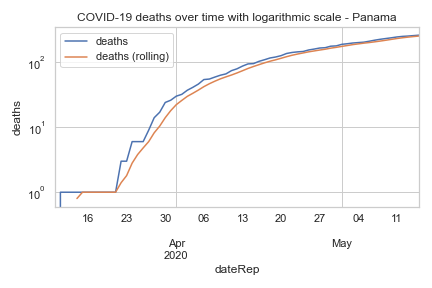 COVID-19 deaths over time with logarithmic scale - Panama
deaths
deaths (rolling)
deaths
10²
10¹
10⁰
16 23 30 06 13 20 27 04 11
Apr May
2020
dateRep